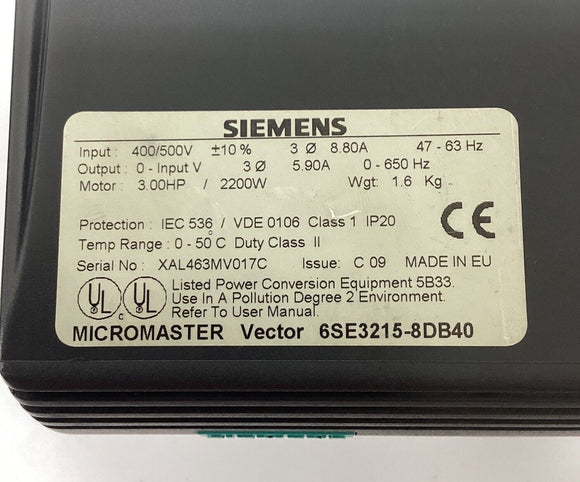 SIEMENS
Input : 400/500V ±10 % 3 Ø 8.80A 47 - 63 Hz
Output : 0 - Input V 3 Ø 5.90A 0 - 650 Hz
Motor : 3.00HP / 2200W Wgt: 1.6 Kg
Protection : IEC 536 / VDE 0106 Class 1 IP20
Temp Range : 0 - 50°C Duty Class II
CE
Serial No : XAL463MV017C Issue: C 09 MADE IN EU
UL C UL Listed Power Conversion Equipment 5B33.
Use In A Pollution Degree 2 Environment.
Refer To User Manual.
MICROMASTER Vector 6SE3215-8DB40